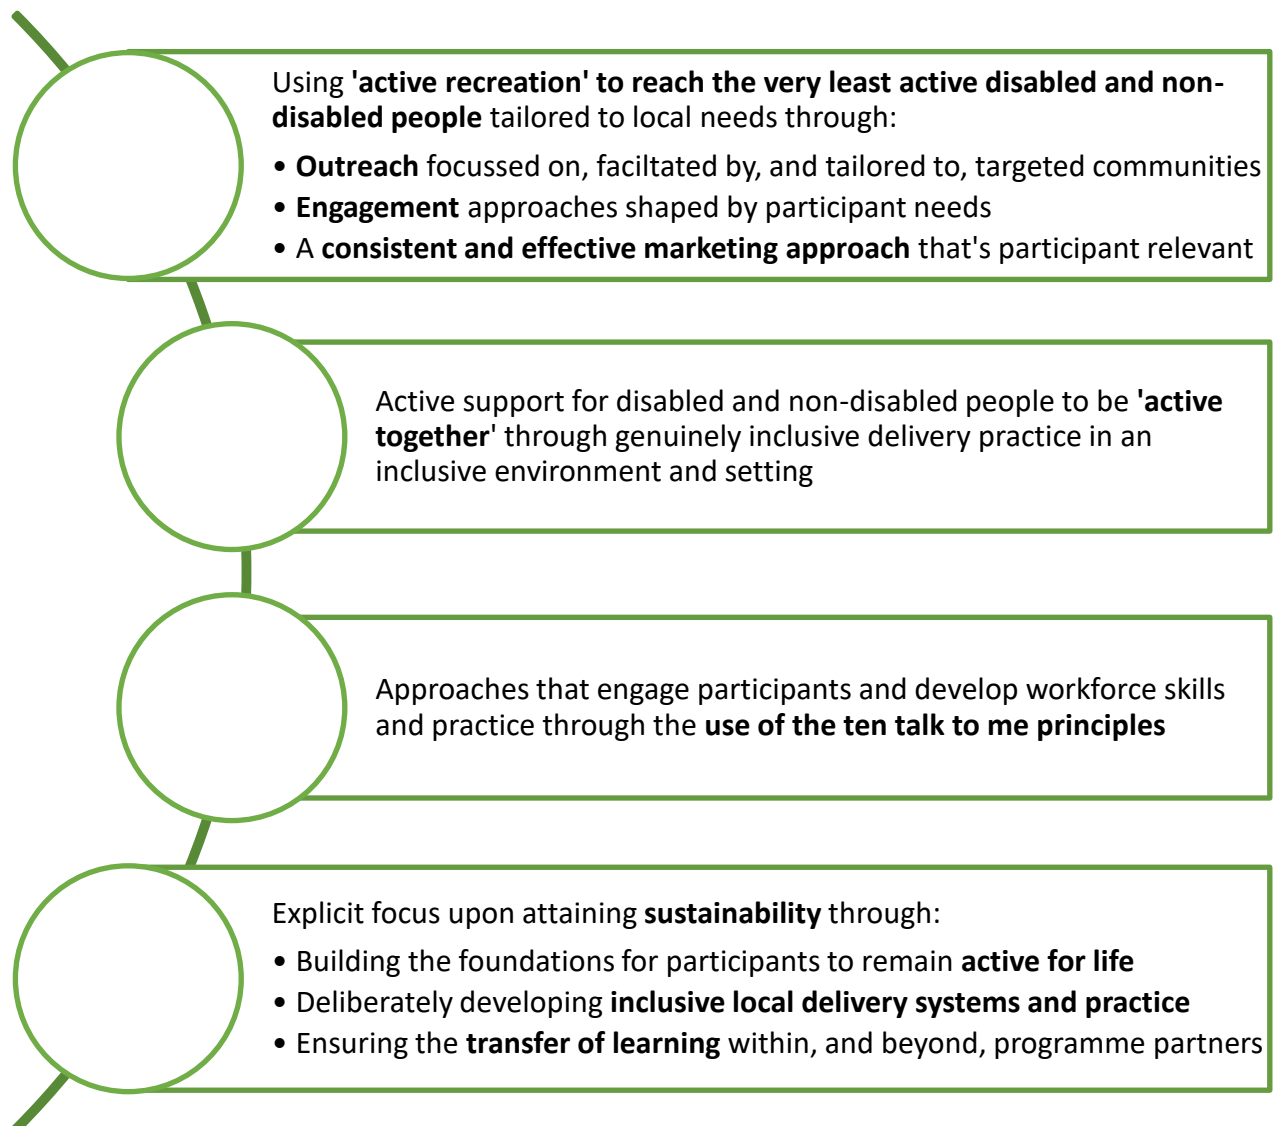 Using 'active recreation' to reach the very least active disabled and non-
disabled people tailored to local needs through:
• Outreach focussed on, faciltated by, and tailored to, targeted communities
• Engagement approaches shaped by participant needs
• A consistent and effective marketing approach that's participant relevant
Active support for disabled and non-disabled people to be 'active
together' through genuinely inclusive delivery practice in an
inclusive environment and setting
Approaches that engage participants and develop workforce skills
and practice through the use of the ten talk to me principles
Explicit focus upon attaining sustainability through:
• Building the foundations for participants to remain active for life
• Deliberately developing inclusive local delivery systems and practice
• Ensuring the transfer of learning within, and beyond, programme partners